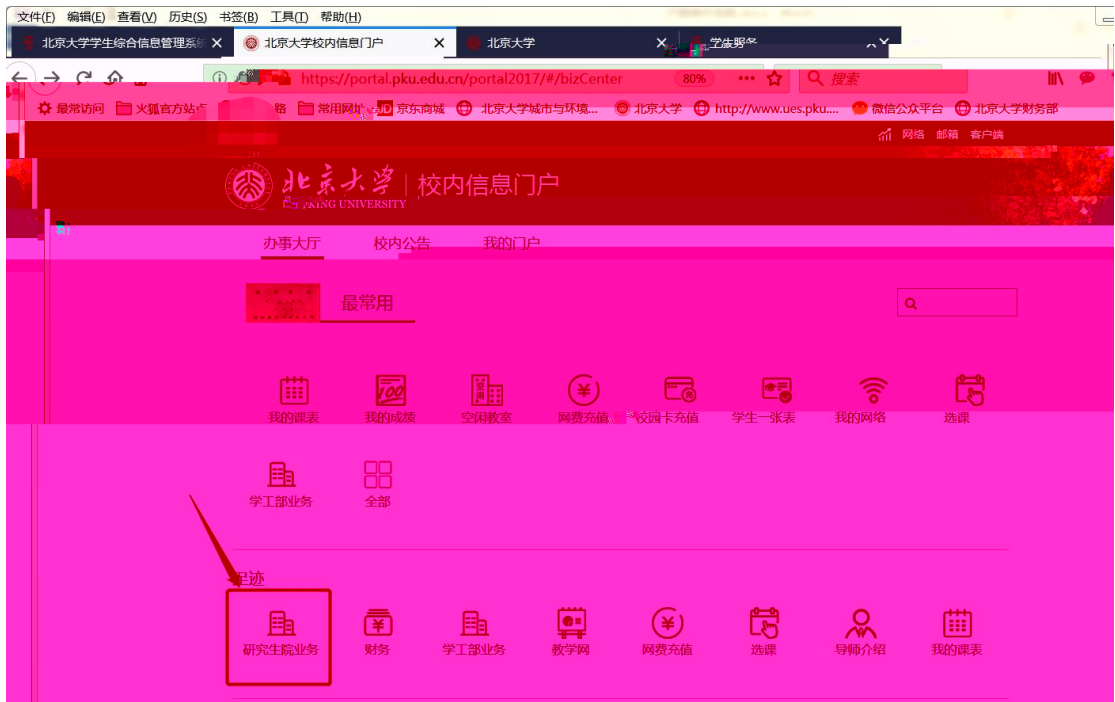 文件(F) 编辑(E) 查看(V) 历史(S) 书签(B) 工具(T) 帮助(H)
北京大学学生综合信息管理系统 北京大学校内信息门户 北京大学
https://portal.pku.edu.cn/portal2017/#/bizCenter 80% 搜索
最常访问 火狐官方站点 常用网址 JD 京东商城 北京大学城市与环境... 北京大学 http://www.ues.pku.... 微信公众平台 北京大学财务部
网络 邮箱 客户端
北京大学 校内信息门户
UNIVERSITY
办事大厅 校内公告 我的门户
最常用
100 空闲
我的课表 我的成绩 空闲教室 网费充值 校园卡充值 学生一张表 我的网络 选课
学工部业务 全部
足迹
研究生院业务 财务 学工部业务 教学网 网费充值 选课 导师介绍 我的课表